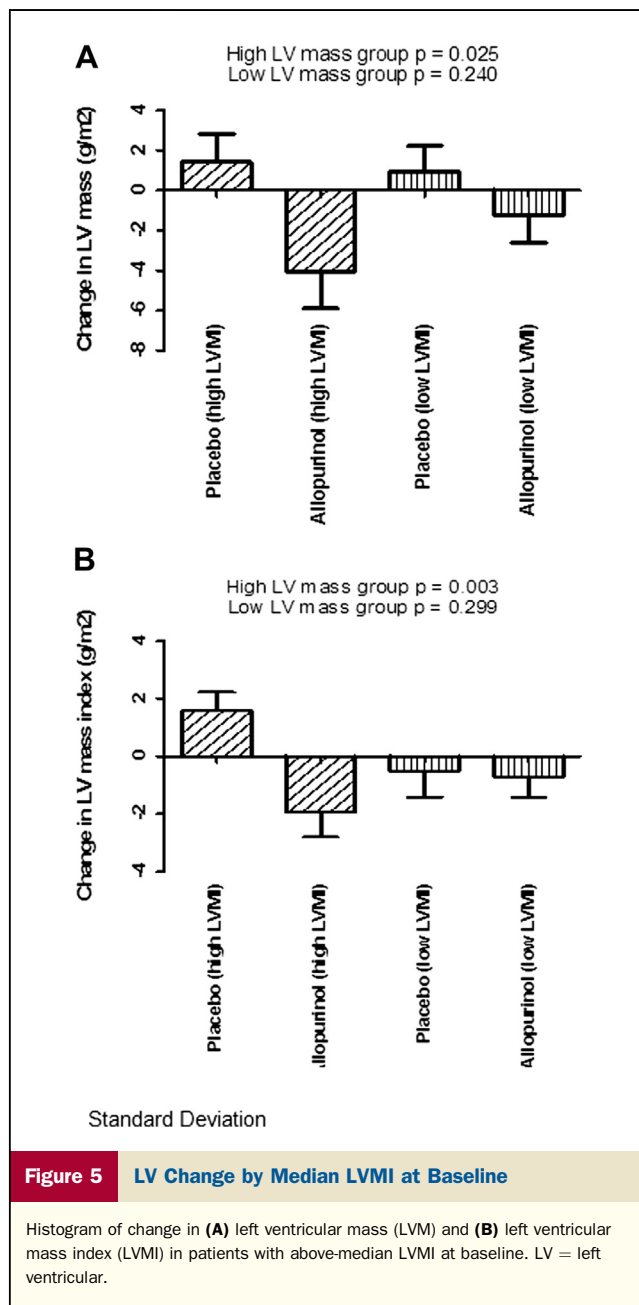 A
High LV mass group p = 0.025
Low LV mass group p = 0.240
Change In LV mass (g/m2)
4
2
0
-2
-4
-6
-8
Placebo (high LVMI)
Allopurinol (high LVMI)
Placebo (low LVMI)
Allopurinol (low LVMI)
B
High LV mass group p = 0.003
Low LV mass group p = 0.299
Change in LV mass index (g/m2)
4
2
0
-2
-4
Placebo (high LVMI)
llopurinol (high LVMI)
Placebo (low LVMI)
Allopurinol (low LVMI)
Standard Deviation
Figure 5 LV Change by Median LVMI at Baseline
Histogram of change in (A) left ventricular mass (LVM) and (B) left ventricular
mass index (LVMI) in patients with above-median LVMI at baseline. LV = left
ventricular.